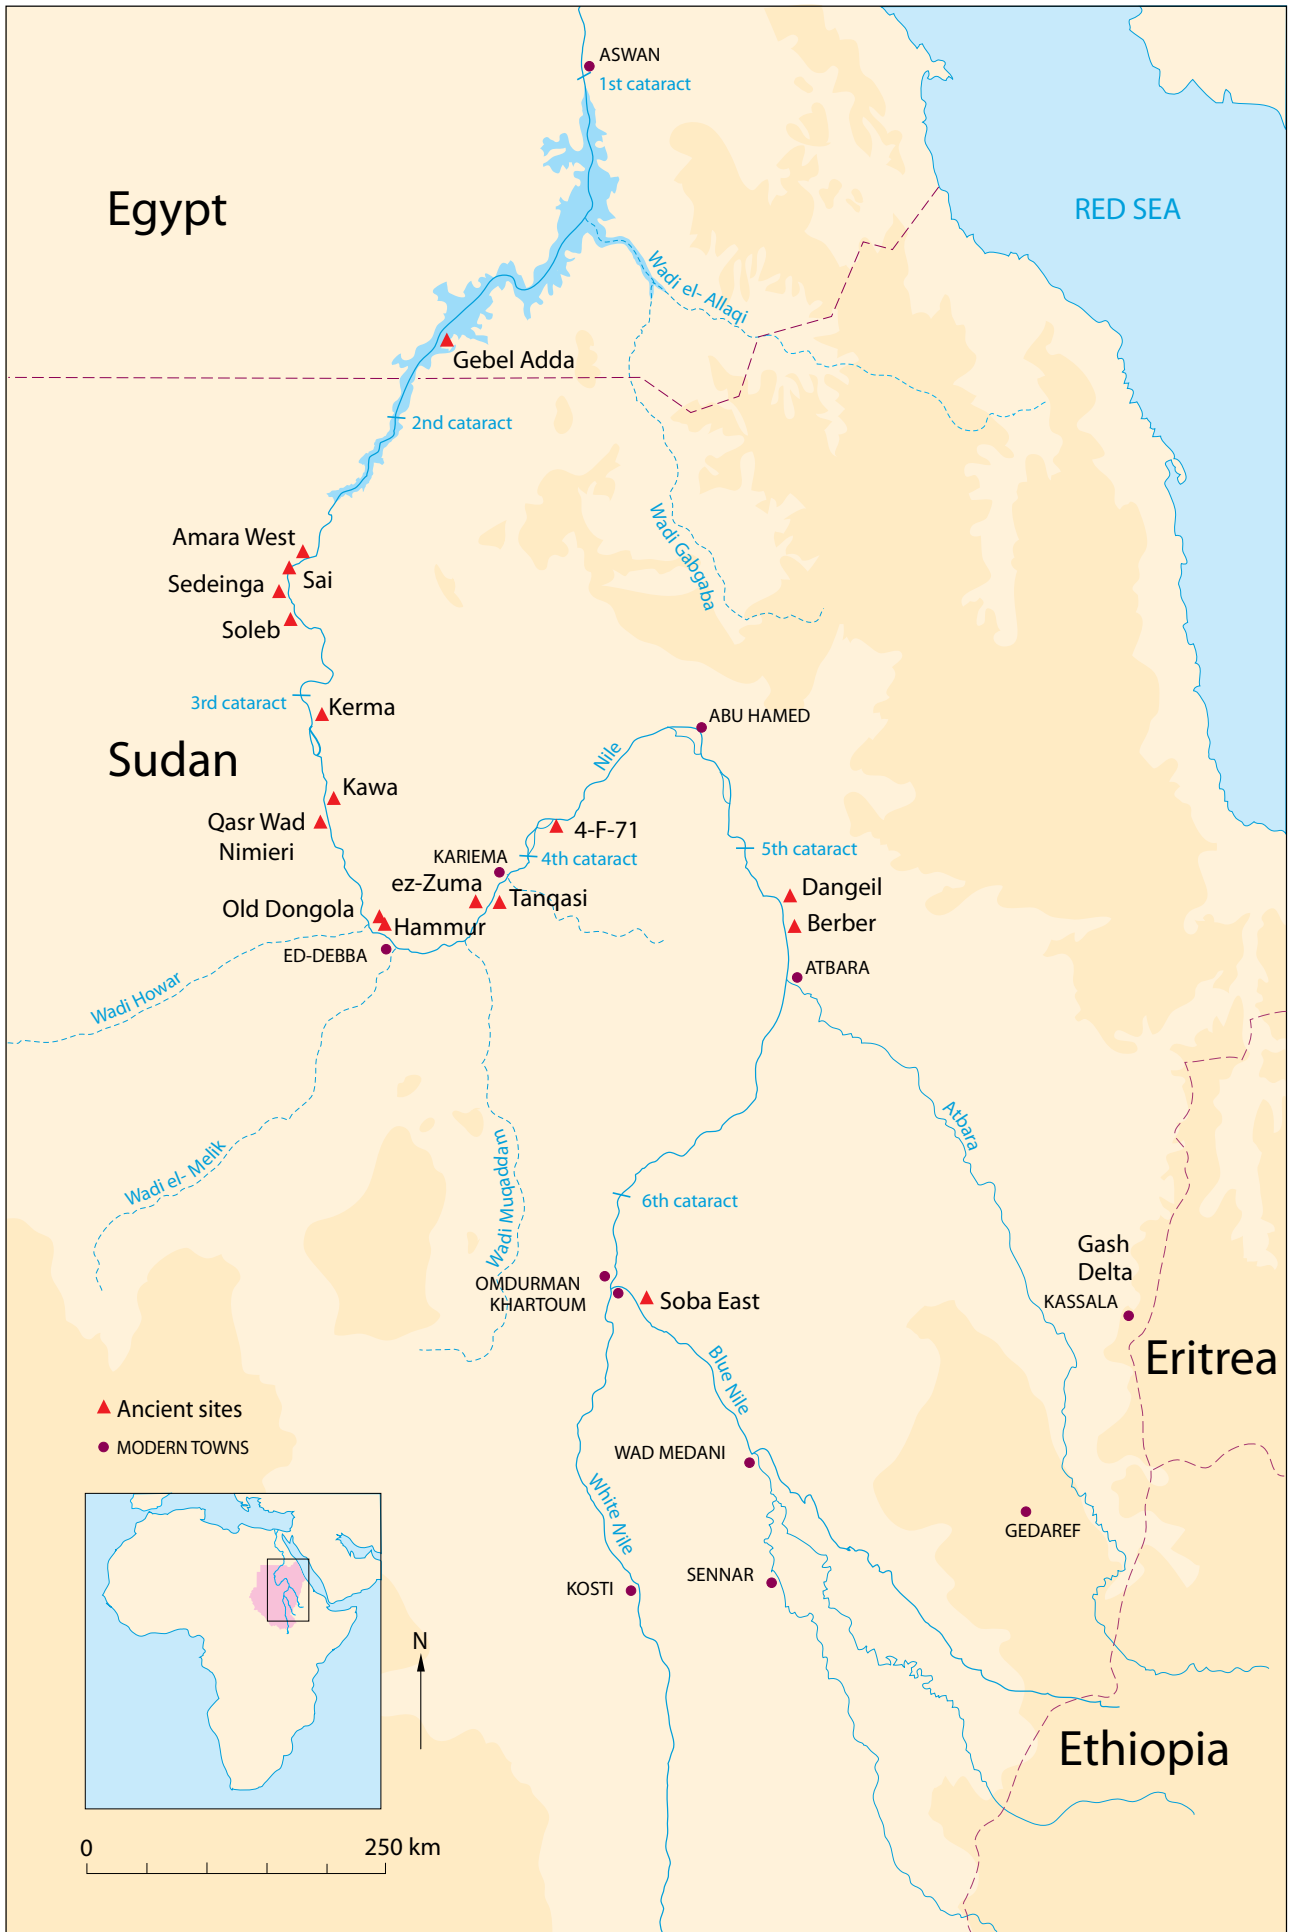 ASWAN
1st cataract
Egypt
RED SEA
Wadi el- Allaqi
Gebel Adda
2nd cataract
Wadi Gabgaba
Amara West
Sai
Sedeinga
Soleb
3rd cataract
Kerma
Sudan
ABU HAMED
Nile
Kawa
Qasr Wad
Nimieri
4-F-71
KARIEMA
4th cataract
5th cataract
ez-Zuma
Tanqasi
Dangeil
Old Dongola
Hammur
Berber
ED-DEBBA
ATBARA
Wadi Howar
Atbara
Wadi el- Melik
Wadi Muqaddam
6th cataract
Gash
Delta
OMDURMAN
KHARTOUM
Soba East
KASSALA
Eritrea
Blue Nile
Ancient sites
MODERN TOWNS
WAD MEDANI
White Nile
GEDAREF
KOSTI
SENNAR
N
Ethiopia
0
250 km